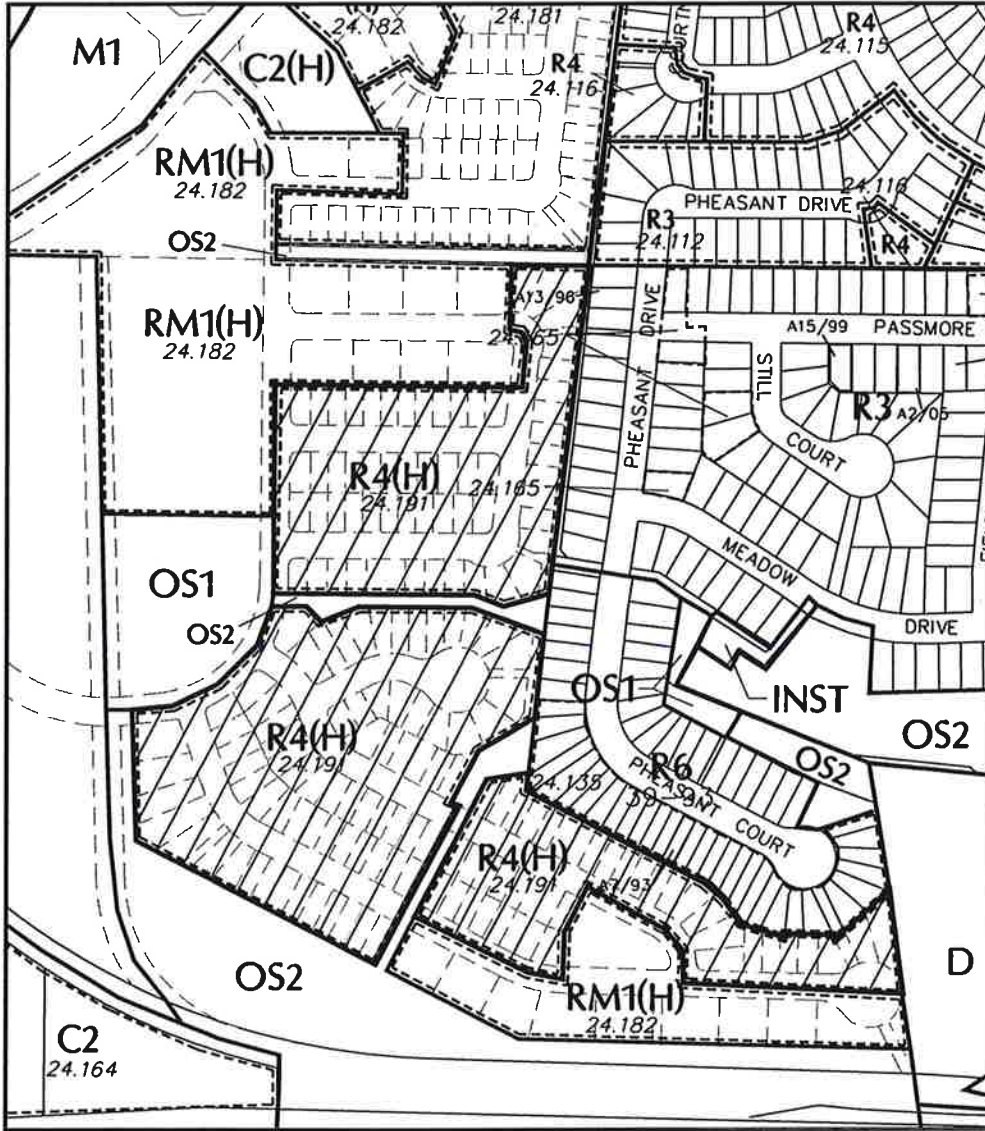 M1
24.182
24.181
R4
24.115
C2(H)
R4
24.116
RM1(H)
24.182
24.116
PHEASANT DRIVE
R3
24.112
R4
OS2
A13/96
RM1(H)
24.182
24.165
A15/99
PASSMORE
STILL
COURT
R3
A2/05
PHEASANT DRIVE
R4(H)
24.191
24.165
MEADOW
DRIVE
OS1
OS2
OS1
INST
OS2
OS2
R4(H)
24.191
R6
24.135
PHEASANT COURT
R4(H)
24.191
A7/93
OS2
D
RM1(H)
24.182
C2
24.164